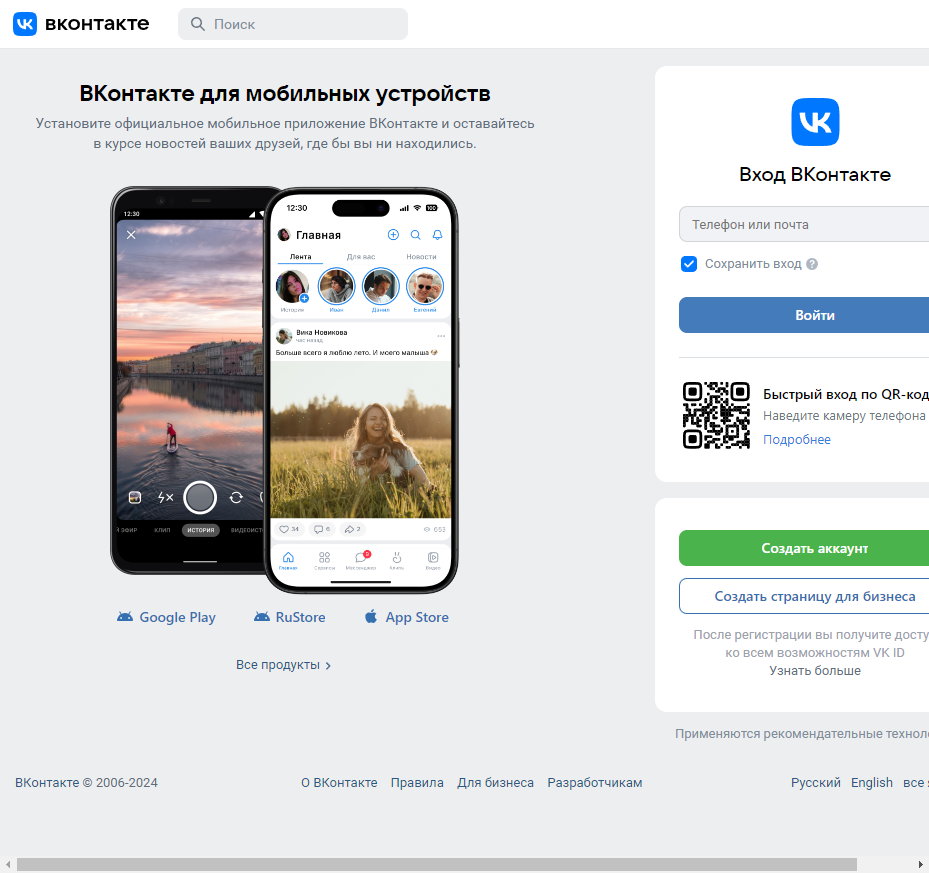 вконтакте
Поиск
ВКонтакте для мобильных устройств
Установите официальное мобильное приложение ВКонтакте и оставайтесь
в курсе новостей ваших друзей, где бы вы ни находились.
12:30
ЭФИР
КЛИП
ИСТОРИЯ
12:30
100
Главная
Лента
Для вас
Новости
История
Иван
Данил
Евгений
Вика Новикова
час назад
Больше всего я люблю лето. И моего малыша
34
6
2
653
Главная
Сервисы
Мессенджер
Клипы
Видео
Google Play
RuStore
App Store
Все продукты
Вход ВКонтакте
Телефон или почта
Сохранить вход ?
Войти
Быстрый вход по QR-код
Наведите камеру телефона
Подробнее
Создать аккаунт
Создать страницу для бизнеса
После регистрации вы получите досту
ко всем возможностям VK ID
Узнать больше
Применяются рекомендательные технол
ВКонтакте © 2006-2024
О ВКонтакте
Правила
Для бизнеса
Разработчикам
Русский
English
все